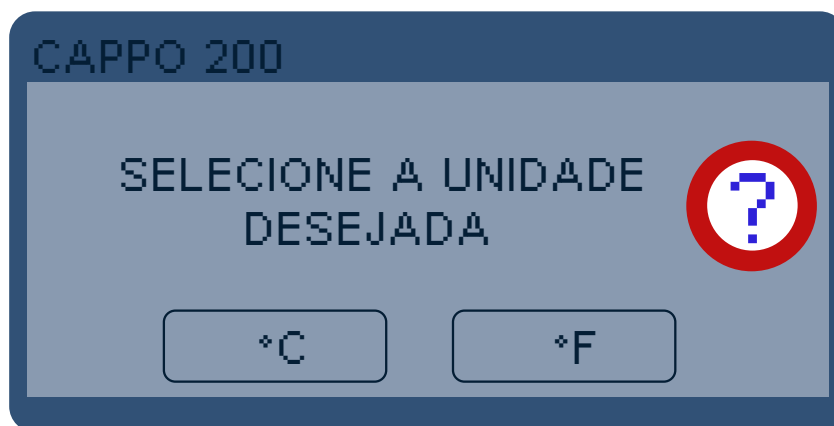 CAPPO 200
SELECIONE A UNIDADE
DESEJADA
?
°C
°F